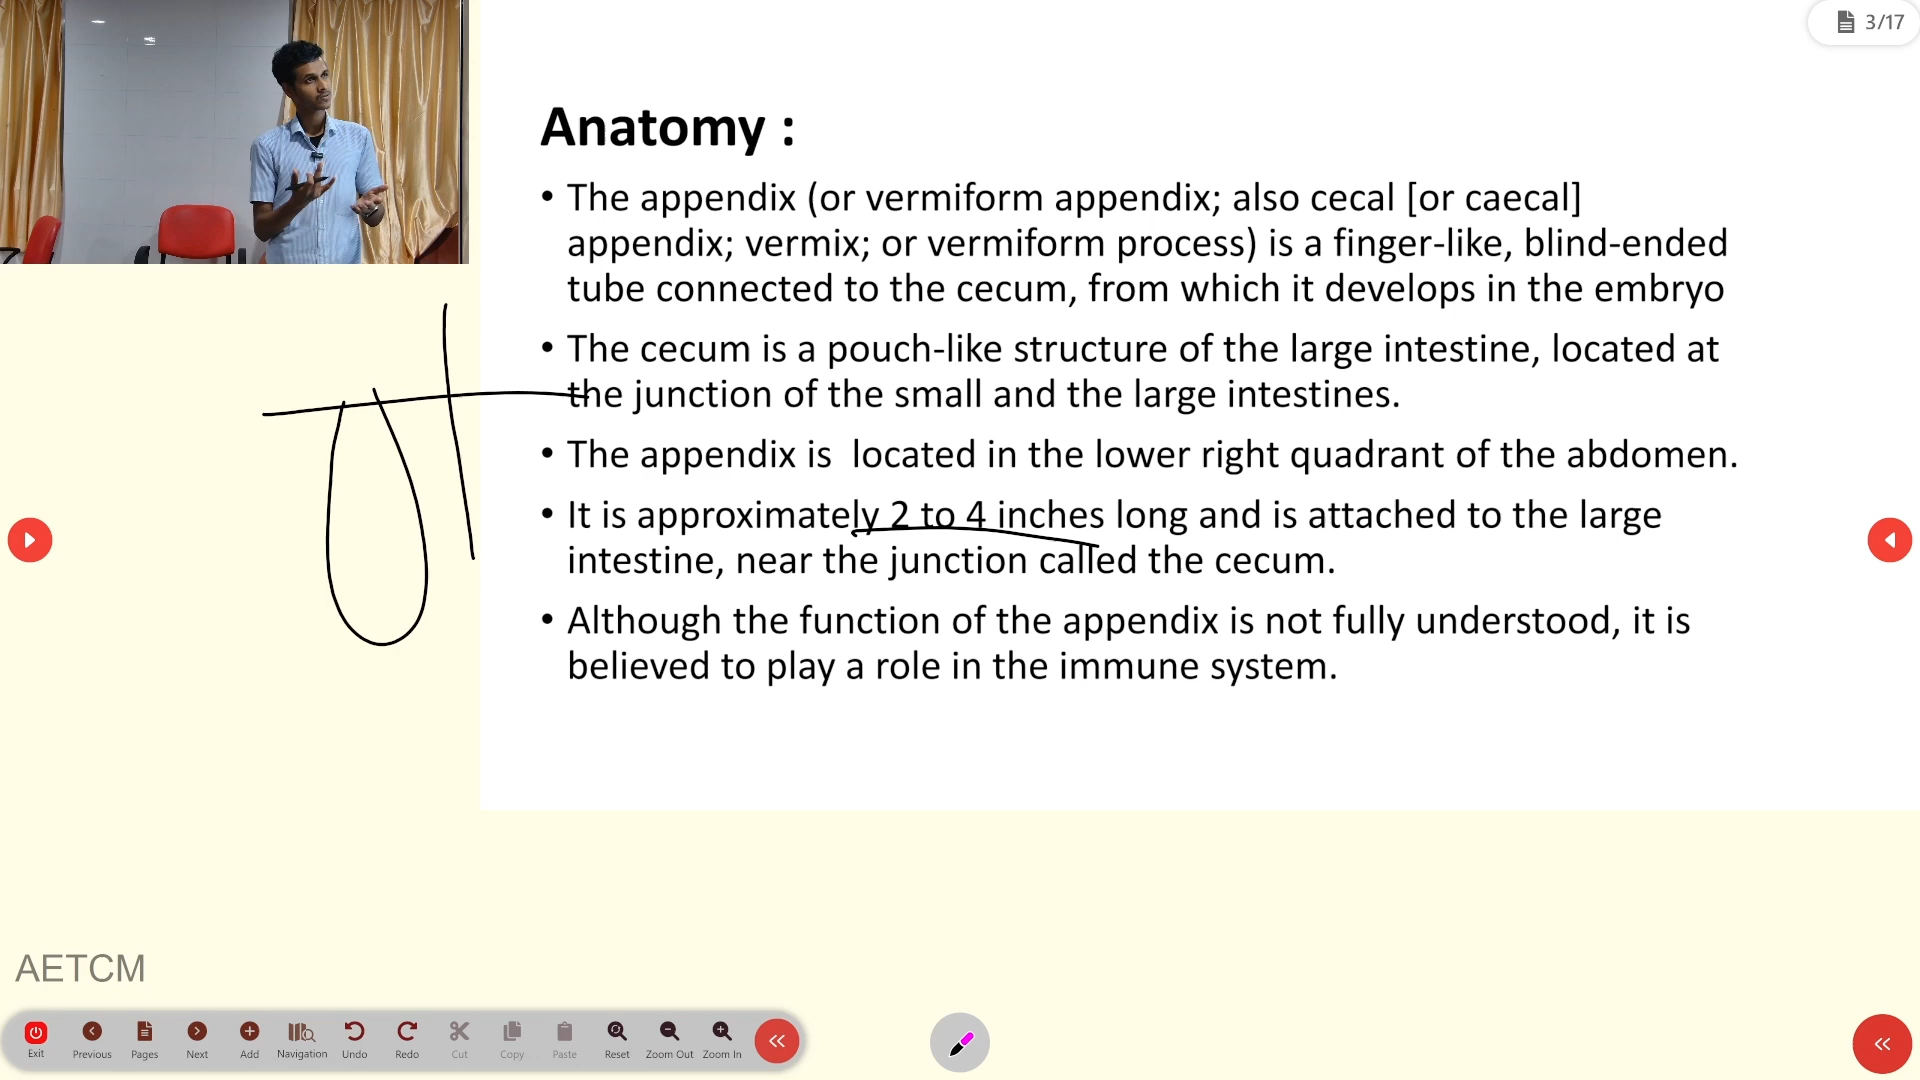 3/17
Anatomy :
• The appendix (or vermiform appendix; also cecal [or caecal]
appendix; vermix; or vermiform process) is a finger-like, blind-ended
tube connected to the cecum, from which it develops in the embryo
• The cecum is a pouch-like structure of the large intestine, located at
the junction of the small and the large intestines.
• The appendix is  located in the lower right quadrant of the abdomen.
• It is approximately 2 to 4 inches long and is attached to the large
intestine, near the junction called the cecum.
• Although the function of the appendix is not fully understood, it is
believed to play a role in the immune system.
AETCM
Exit Previous Pages Next Add Navigation Undo Redo Cut Copy Paste Reset Zoom Out Zoom In